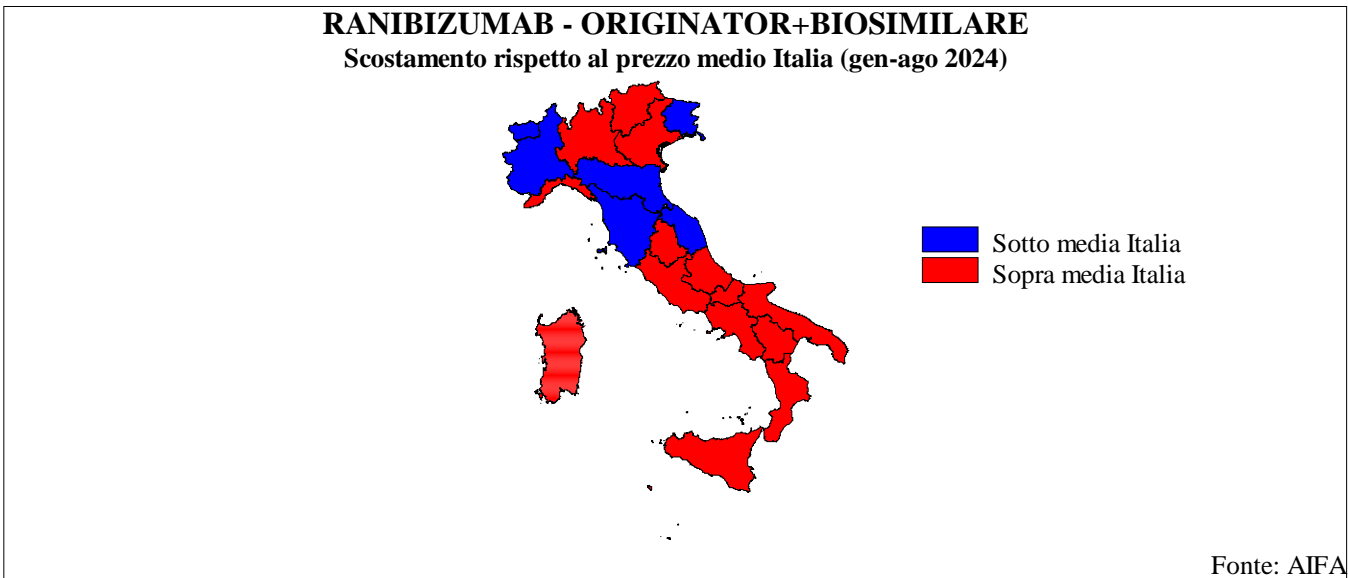 RANIBIZUMAB - ORIGINATOR+BIOSIMILARE
Scostamento rispetto al prezzo medio Italia (gen-ago 2024)
Sotto media Italia
Sopra media Italia
Fonte: AIFA